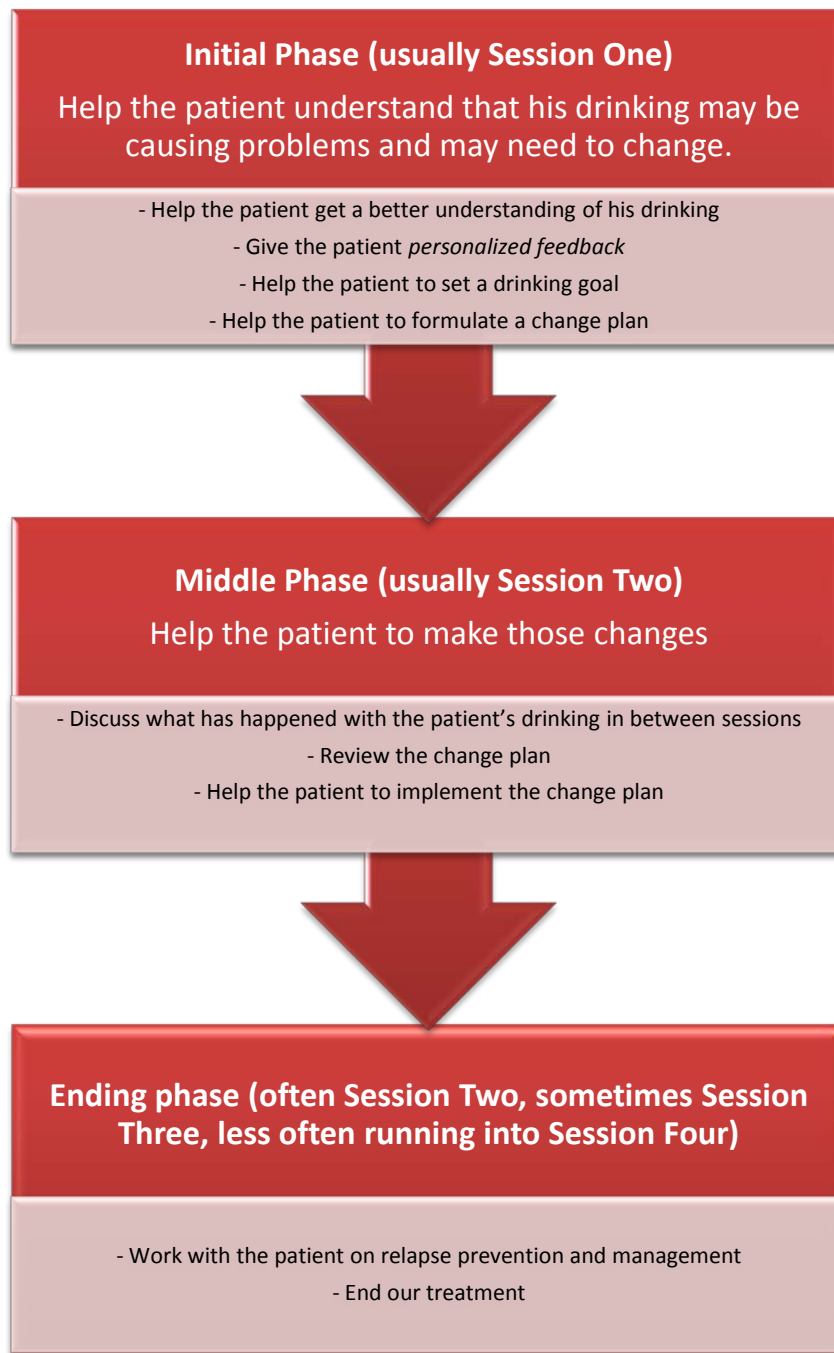 Initial Phase (usually Session One)
Help the patient understand that his drinking may be
causing problems and may need to change.
- Help the patient get a better understanding of his drinking
- Give the patient personalized feedback
- Help the patient to set a drinking goal
- Help the patient to formulate a change plan
Middle Phase (usually Session Two)
Help the patient to make those changes
- Discuss what has happened with the patient’s drinking in between sessions
- Review the change plan
- Help the patient to implement the change plan
Ending phase (often Session Two, sometimes Session
Three, less often running into Session Four)
- Work with the patient on relapse prevention and management
- End our treatment